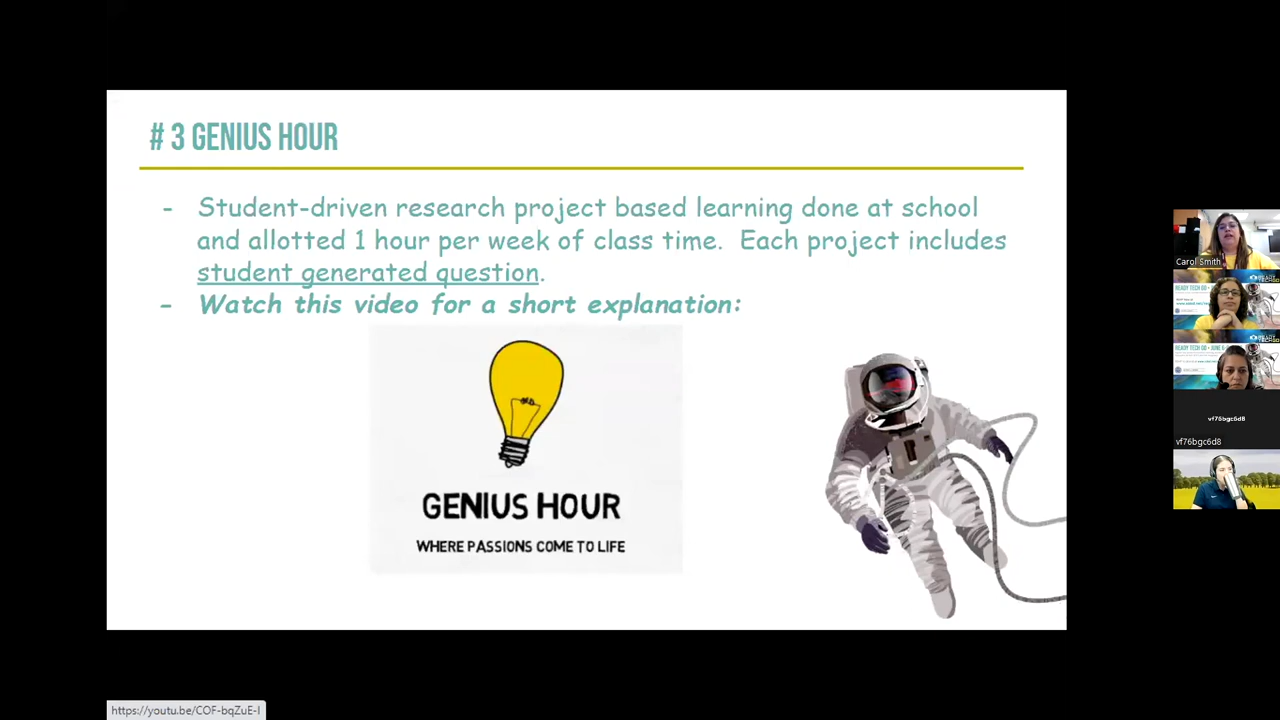 # 3 GENIUS HOUR
- Student-driven research project based learning done at school
and allotted 1 hour per week of class time. Each project includes
student generated question.
- Watch this video for a short explanation:
GENIUS HOUR
WHERE PASSIONS COME TO LIFE
Carol Smith
vf76bgc6d8
vf76bgc6d8
https://youtu.be/COF-bqZuE-I